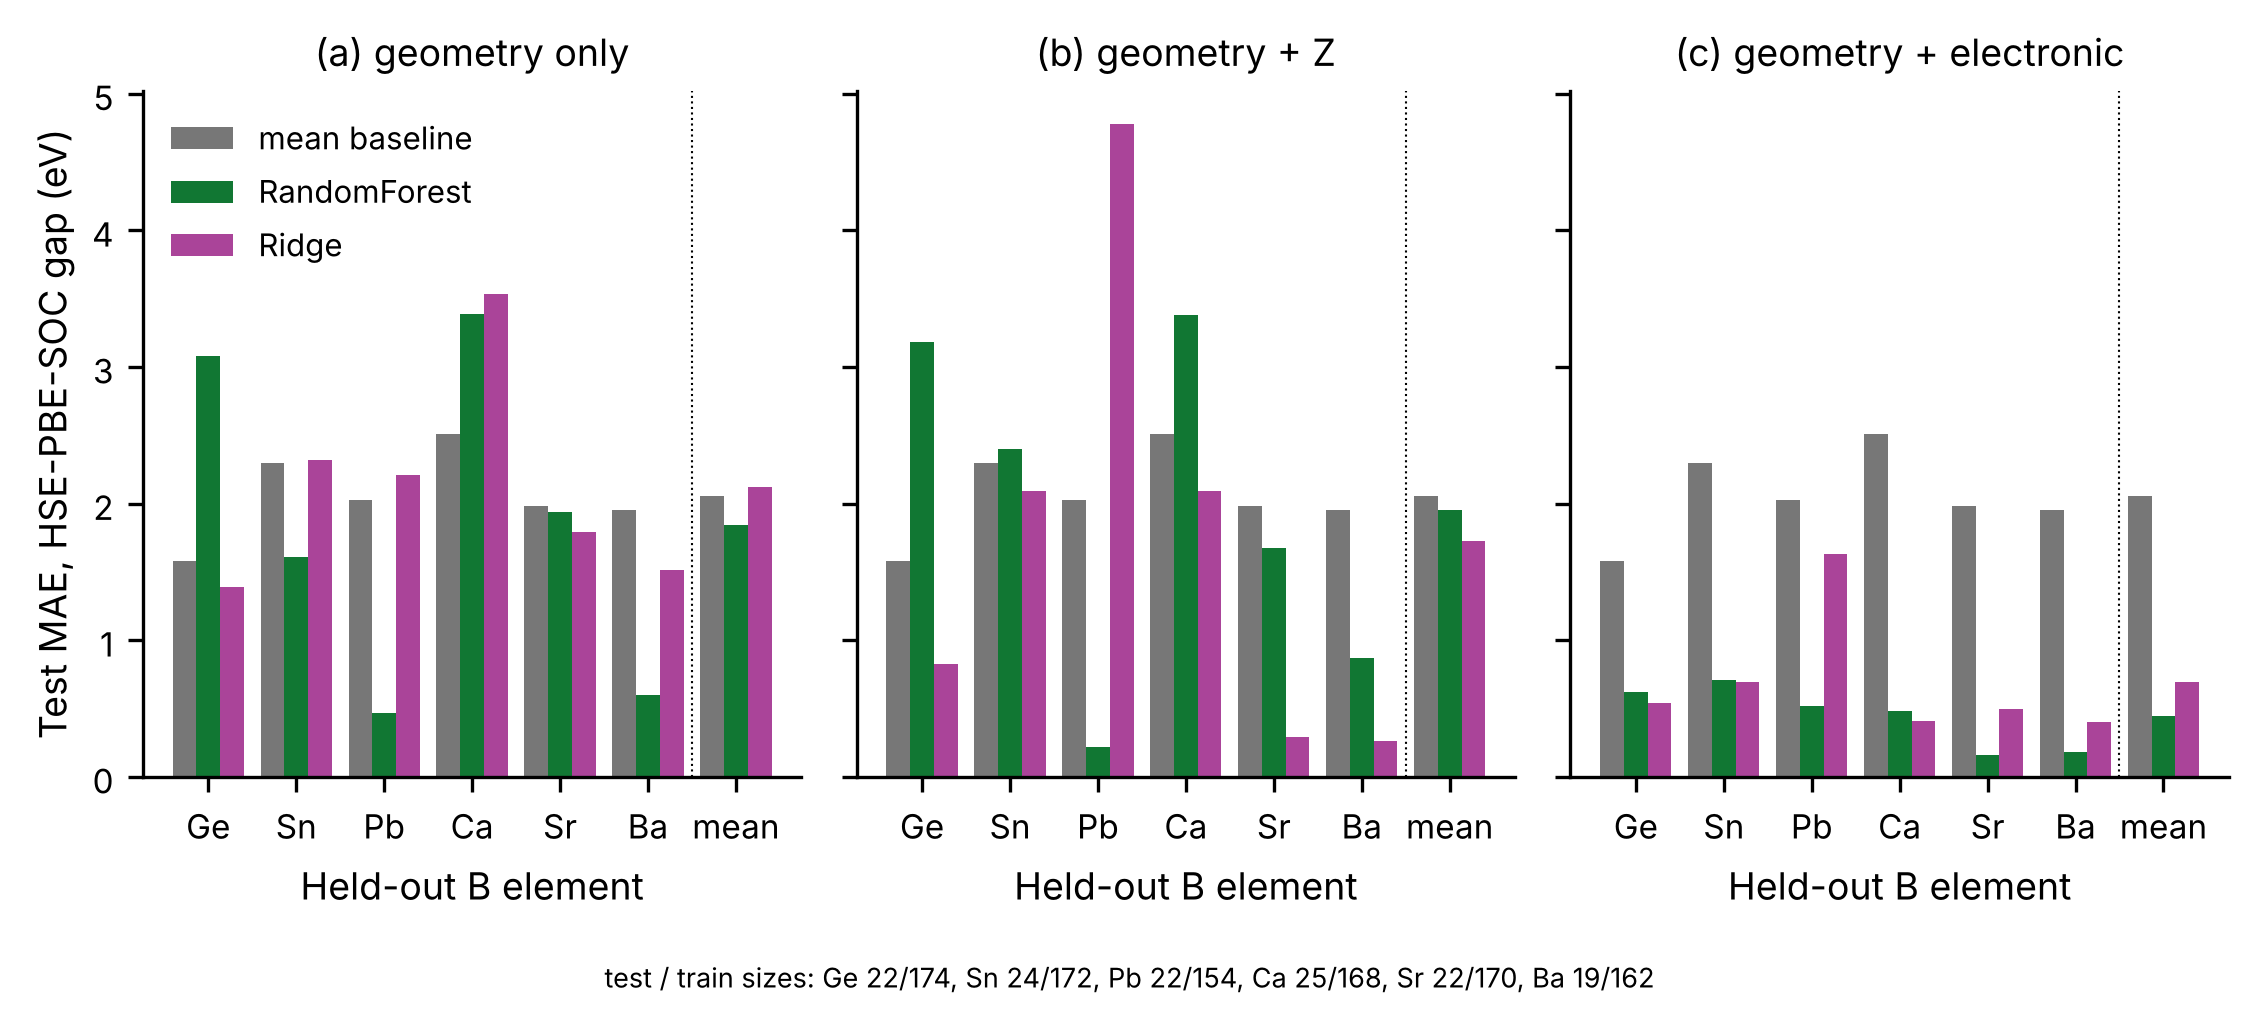 (a) geometry only
(b) geometry + Z
(c) geometry + electronic
Test MAE, HSE-PBE-SOC gap (eV)
5
4
3
2
1
0
mean baseline
RandomForest
Ridge
Ge Sn Pb Ca Sr Ba mean
Ge Sn Pb Ca Sr Ba mean
Ge Sn Pb Ca Sr Ba mean
Held-out B element
Held-out B element
Held-out B element
test / train sizes: Ge 22/174, Sn 24/172, Pb 22/154, Ca 25/168, Sr 22/170, Ba 19/162